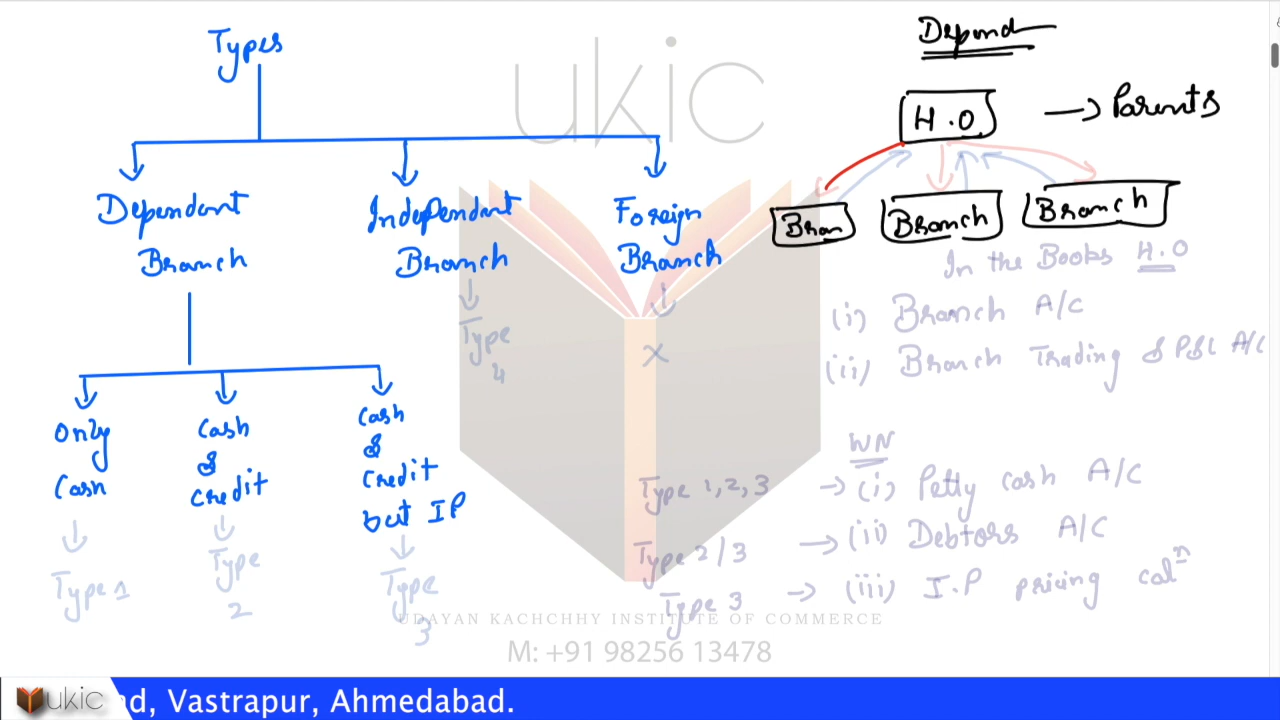 Types
Dependant
Branch
Independant
Branch
Foreign
Branch
Type
4
X
Only
Cash
Cash
&
Credit
Cash
&
Credit
but IP
Type 1
Type
2
Type
3
Depend
H.O → Parents
Bran
Branch
Branch
In the Books H.O
(i) Branch A/C
(ii) Branch Trading & P&L A/C
WN
Type 1, 2, 3 → (i) Petty cash A/C
Type 2/3 → (ii) Debtors A/C
Type 3 → (iii) I.P pricing calⁿ
ukic
UDAYAN KACHCHHY INSTITUTE OF COMMERCE
M: +91 98256 13478
ukic
d, Vastrapur, Ahmedabad.